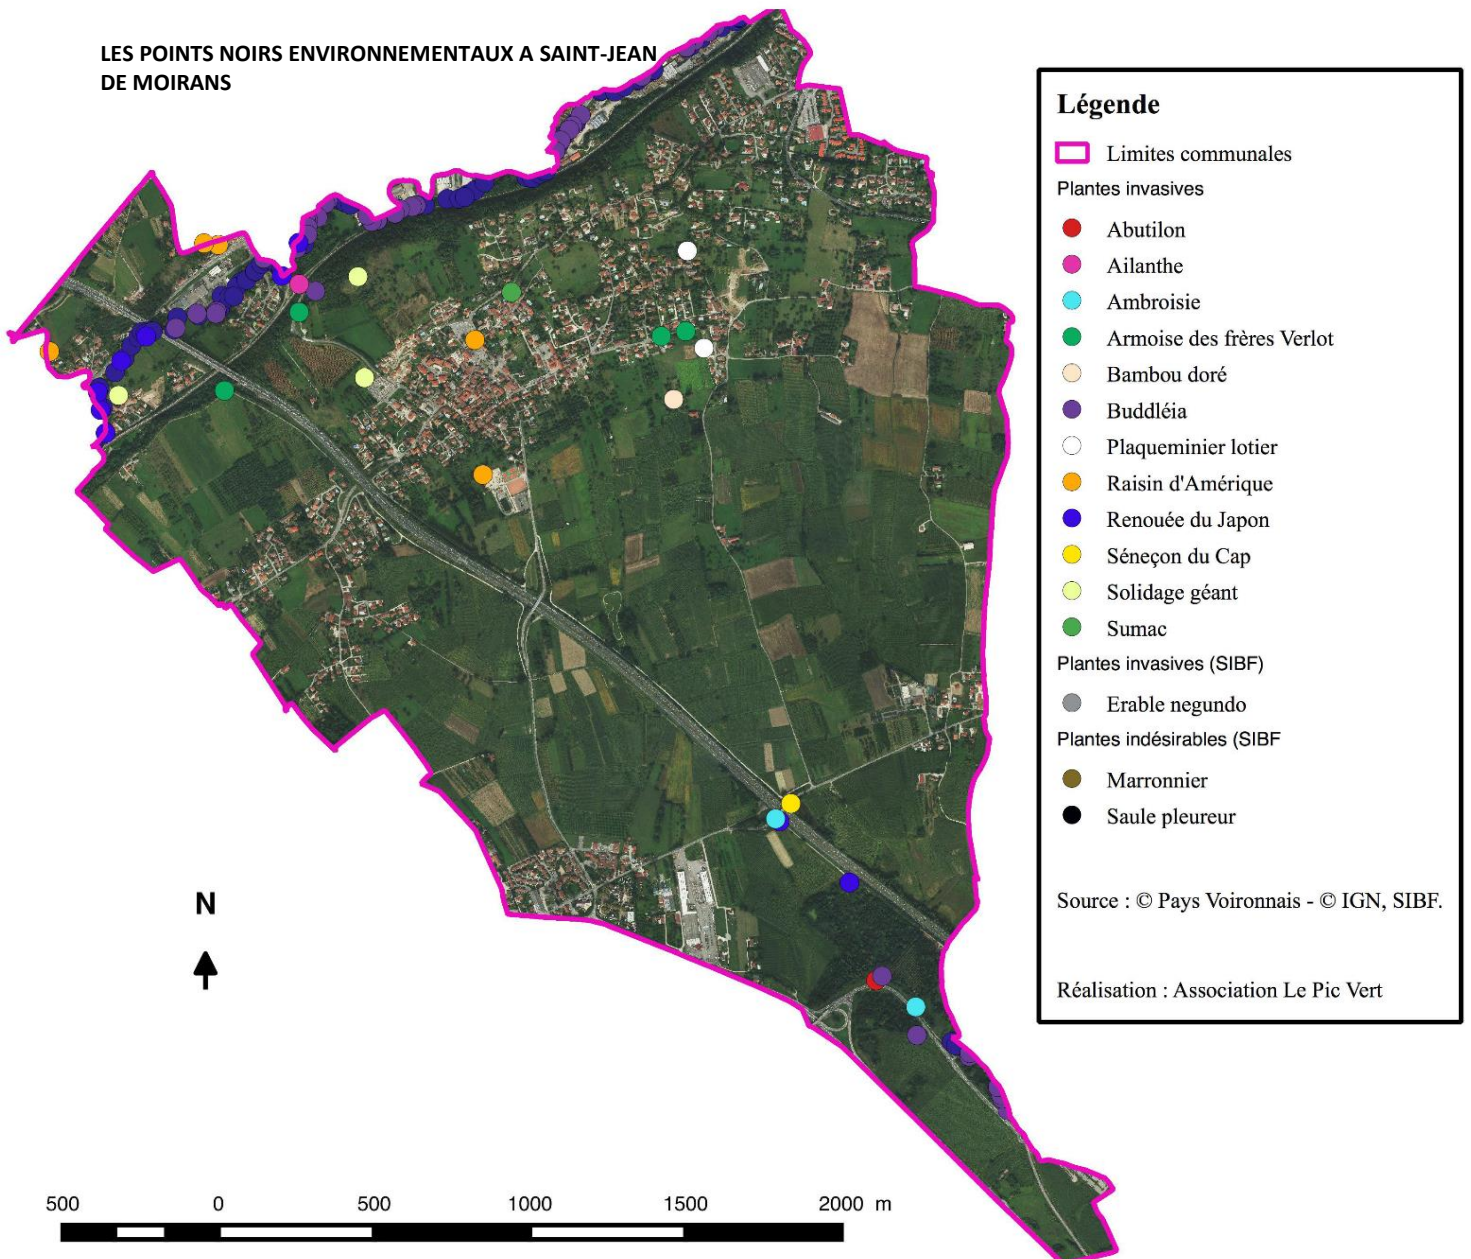 LES POINTS NOIRS ENVIRONNEMENTAUX A SAINT-JEAN
DE MOIRANS
Légende
Limites communales
Plantes invasives
Abutilon
Ailanthe
Ambroisie
Armoise des frères Verlot
Bambou doré
Buddléia
Plaqueminier lotier
Raisin d'Amérique
Renouée du Japon
Séneçon du Cap
Solidage géant
Sumac
Plantes invasives (SIBF)
Erable negundo
Plantes indésirables (SIBF
Marronnier
Saule pleureur
Source : © Pays Voironnais - © IGN, SIBF.
Réalisation : Association Le Pic Vert
N
500 0 500 1000 1500 2000 m